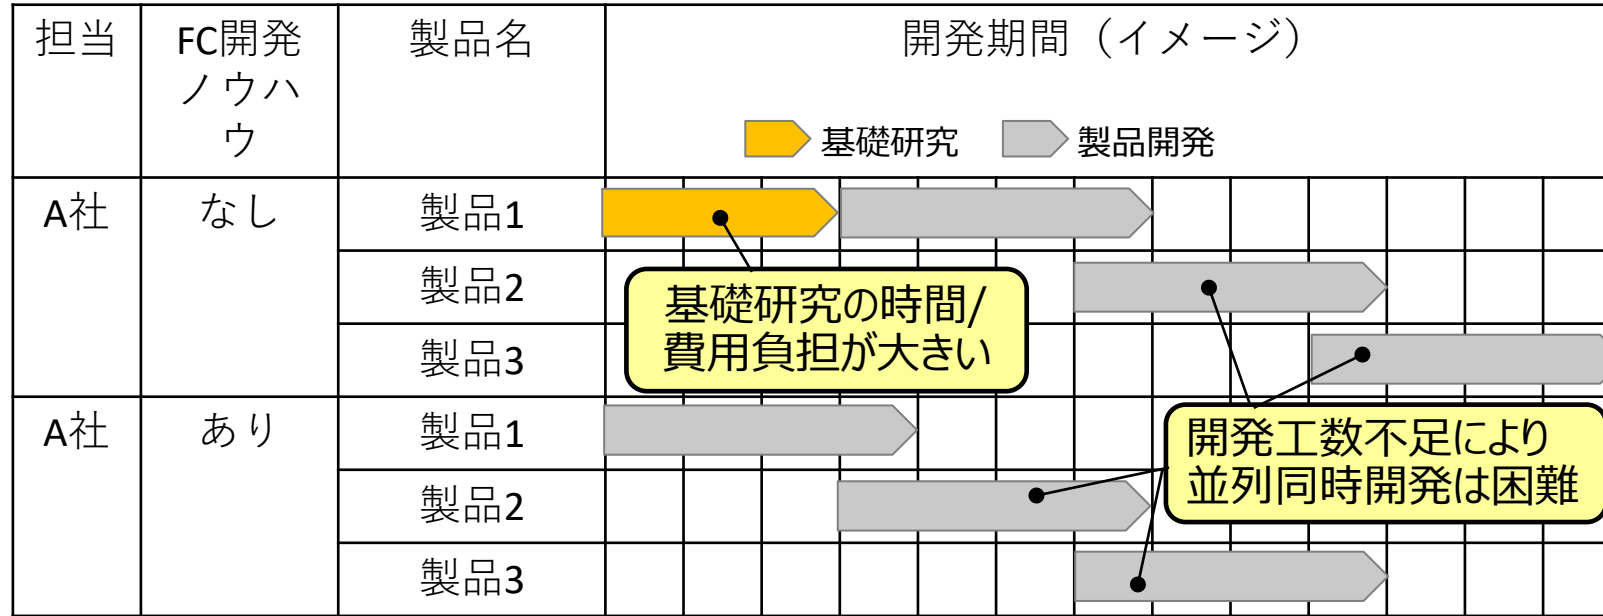 担当
FC開発
ノウハ
ウ
製品名
開発期間（イメージ）
基礎研究
製品開発
A社
なし
製品1
製品2
製品3
基礎研究の時間/
費用負担が大きい
A社
あり
製品1
製品2
製品3
開発工数不足により
並列同時開発は困難